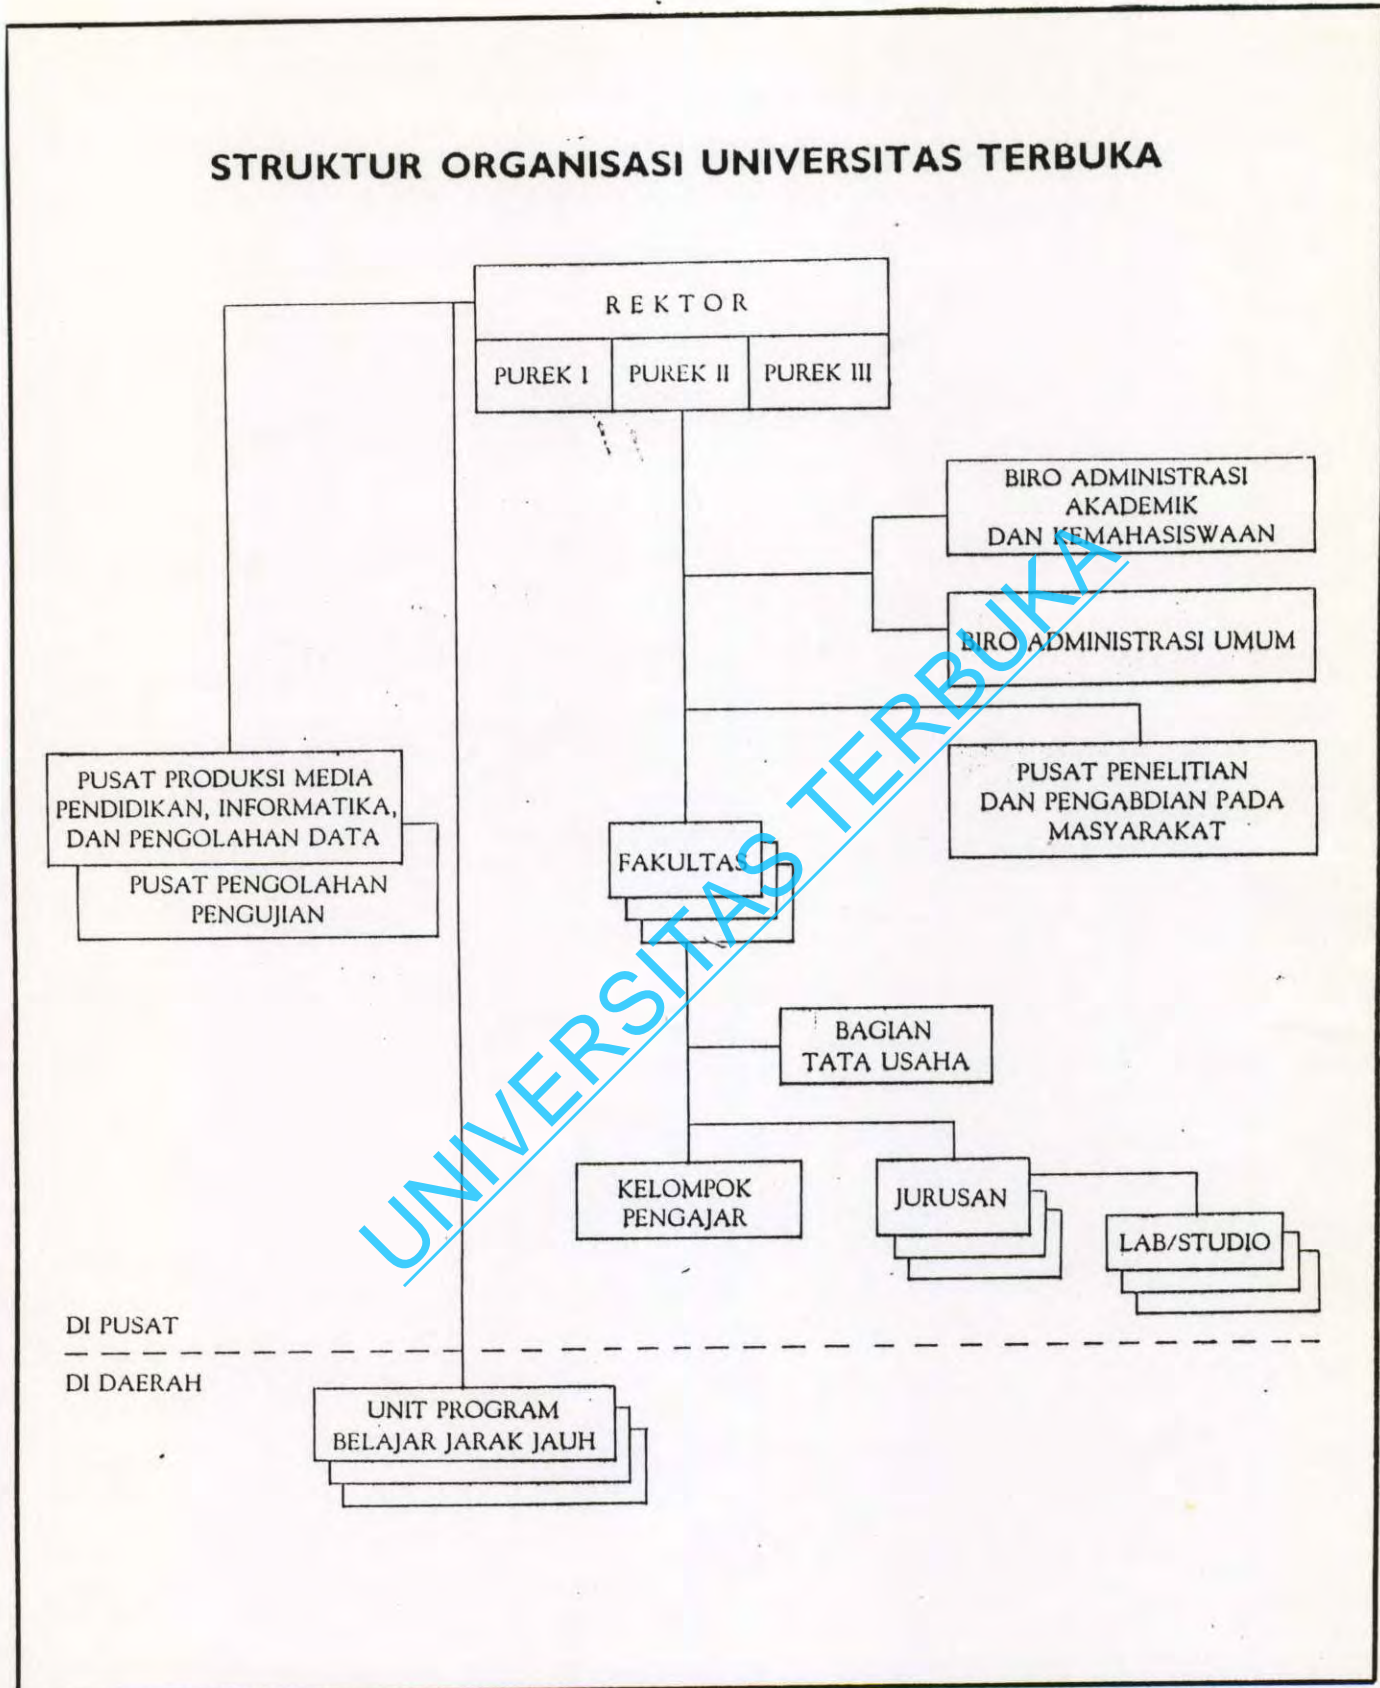 STRUKTUR ORGANISASI UNIVERSITAS TERBUKA
REKTOR
PUREK I
PUREK II
PUREK III
BIRO ADMINISTRASI
AKADEMIK
DAN KEMAHASISWAAN
BIRO ADMINISTRASI UMUM
PUSAT PRODUKSI MEDIA
PENDIDIKAN, INFORMATIKA,
DAN PENGOLAHAN DATA
PUSAT PENGOLAHAN
PENGUJIAN
PUSAT PENELITIAN
DAN PENGABDIAN PADA
MASYARAKAT
FAKULTAS
BAGIAN
TATA USAHA
KELOMPOK
PENGAJAR
JURUSAN
LAB/STUDIO
DI PUSAT
DI DAERAH
UNIT PROGRAM
BELAJAR JARAK JAUH
UNIVERSITAS TERBUKA